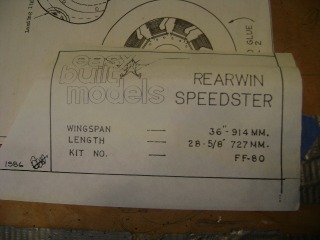 easy
built
models
REARWIN
SPEEDSTER
WINGSPAN — 36"-914 MM.
LENGTH — 28-5/8" 727 MM.
KIT NO. — FF-80
1986
GLUE